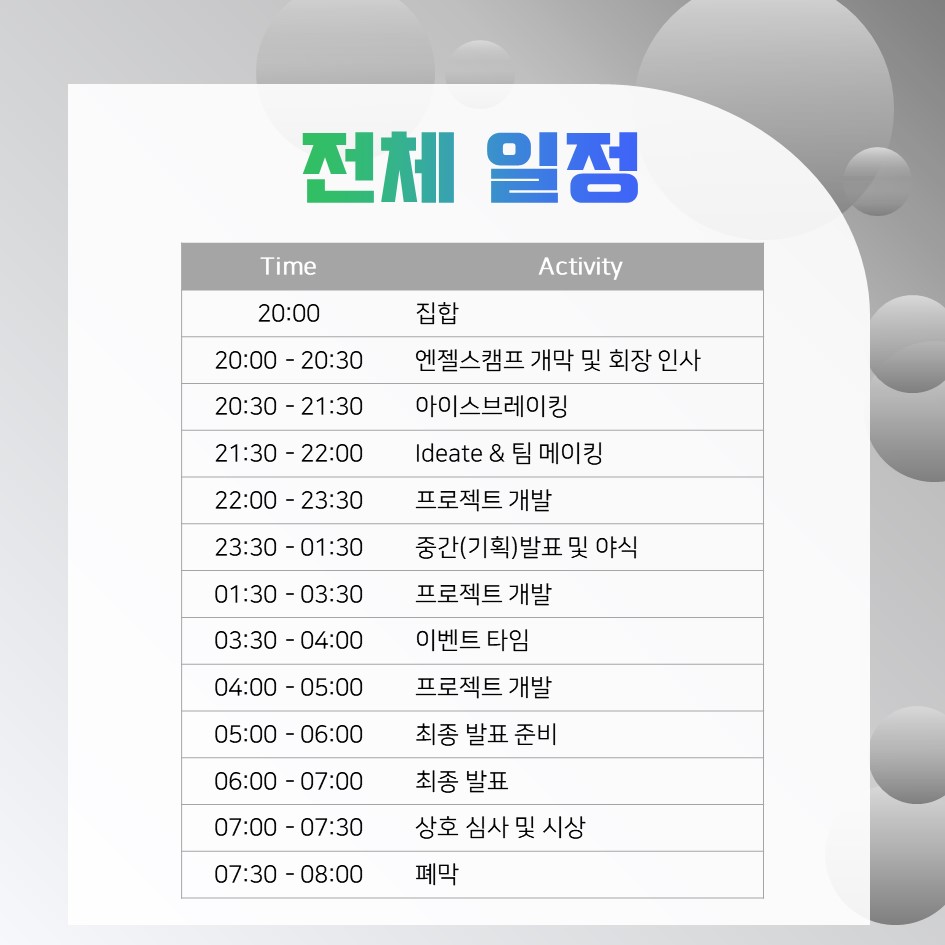 전체 일정
Time Activity
20:00 집합
20:00 - 20:30 엔젤스캠프 개막 및 회장 인사
20:30 - 21:30 아이스브레이킹
21:30 - 22:00 Ideate & 팀 메이킹
22:00 - 23:30 프로젝트 개발
23:30 - 01:30 중간(기획)발표 및 야식
01:30 - 03:30 프로젝트 개발
03:30 - 04:00 이벤트 타임
04:00 - 05:00 프로젝트 개발
05:00 - 06:00 최종 발표 준비
06:00 - 07:00 최종 발표
07:00 - 07:30 상호 심사 및 시상
07:30 - 08:00 폐막